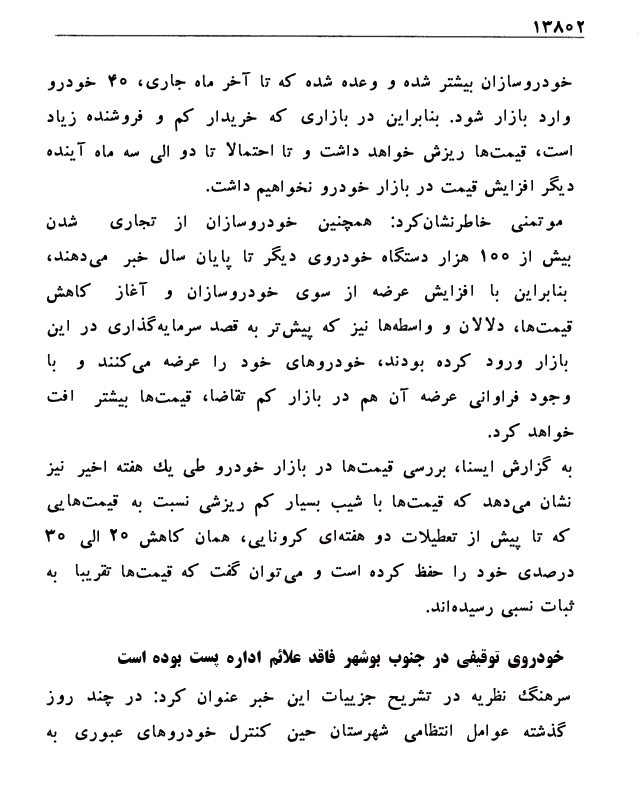 ۱۳۸۰۲
خودروسازان بیشتر شده و وعده شده که تا آخر ماه جاری، ۴۰ خودرو
وارد بازار شود. بنابراین در بازاری که خریدار کم و فروشنده زیاد
است، قیمت‌ها ریزش خواهد داشت و تا احتمالا تا دو الی سه ماه آینده
دیگر افزایش قیمت در بازار خودرو نخواهیم داشت.
موتمنی خاطرنشان‌کرد: همچنین خودروسازان از تجاری شدن
بیش از ۱۰۰ هزار دستگاه خودروی دیگر تا پایان سال خبر می‌دهند،
بنابراین با افزایش عرضه از سوی خودروسازان و آغاز کاهش
قیمت‌ها، دلالان و واسطه‌ها نیز که پیش‌تر به قصد سرمایه‌گذاری در این
بازار ورود کرده بودند، خودروهای خود را عرضه می‌کنند و با
وجود فراوانی عرضه آن هم در بازار کم تقاضا، قیمت‌ها بیشتر افت
خواهد کرد.
به گزارش ایسنا، بررسی قیمت‌ها در بازار خودرو طی یك هفته اخیر نیز
نشان می‌دهد که قیمت‌ها با شیب بسیار کم ریزشی نسبت به قیمت‌هایی
که تا پیش از تعطیلات دو هفته‌ای کرونایی، همان کاهش ۲۰ الی ۳۰
درصدی خود را حفظ کرده است و می‌توان گفت که قیمت‌ها تقریبا به
ثبات نسبی رسیده‌اند.
خودروی توقیفی در جنوب بوشهر فاقد علائم اداره پست بوده است
سرهنگ نظریه در تشریح جزییات این خبر عنوان کرد: در چند روز
گذشته عوامل انتظامی شهرستان حین کنترل خودروهای عبوری به